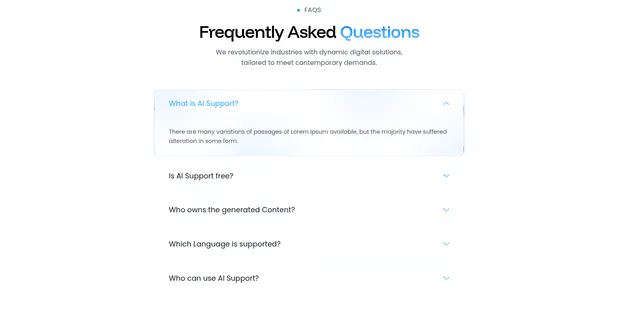 FAQS
Frequently Asked Questions
We revolutionize industries with dynamic digital solutions,
tailored to meet contemporary demands.
What is AI Support?
There are many variations of passages of Lorem Ipsum available, but the majority have suffered
alteration in some form.
Is AI Support free?
Who owns the generated Content?
Which Language is supported?
Who can use AI Support?